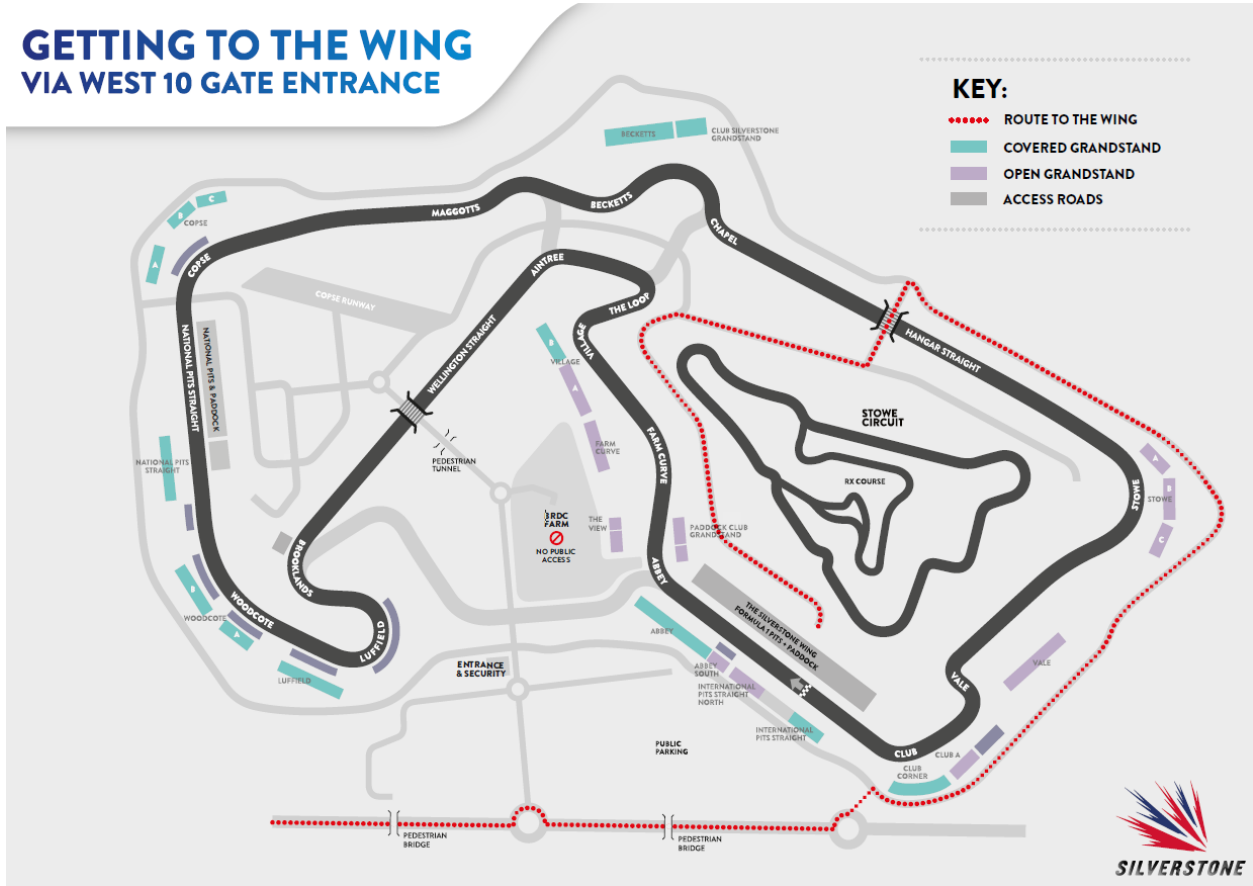 GETTING TO THE WING
VIA WEST 10 GATE ENTRANCE
KEY:
ROUTE TO THE WING
COVERED GRANDSTAND
OPEN GRANDSTAND
ACCESS ROADS
BECKETTS
CLUB SILVERSTONE
GRANDSTAND
C
B
COPSE
A
COPSE
MAGGOTTS
BECKETTS
CHAPEL
AINTREE
COPSE RUNWAY
THE LOOP
HANGAR STRAIGHT
NATIONAL PITS STRAIGHT
NATIONAL PITS & PADDOCK
WELLINGTON STRAIGHT
B
VILLAGE
VILLAGE
A
STOWE
CIRCUIT
FARM
CURVE
FARM CURVE
PEDESTRIAN
TUNNEL
NATIONAL PITS
STRAIGHT
RX COURSE
A
B
STOWE
C
STOWE
BRDC
FARM
NO PUBLIC
ACCESS
THE
VIEW
PADDOCK CLUB
GRANDSTAND
BROOKLANDS
ABBEY
B
WOODCOTE
WOODCOTE
A
LUFFIELD
LUFFIELD
ABBEY
THE SILVERSTONE WING
FORMULA 1 PITS + PADDOCK
ENTRANCE
& SECURITY
ABBEY
SOUTH
INTERNATIONAL
PITS STRAIGHT
NORTH
VALE
VALE
INTERNATIONAL
PITS STRAIGHT
PUBLIC
PARKING
CLUB
CLUB A
CLUB
CORNER
PEDESTRIAN
BRIDGE
PEDESTRIAN
BRIDGE
SILVERSTONE